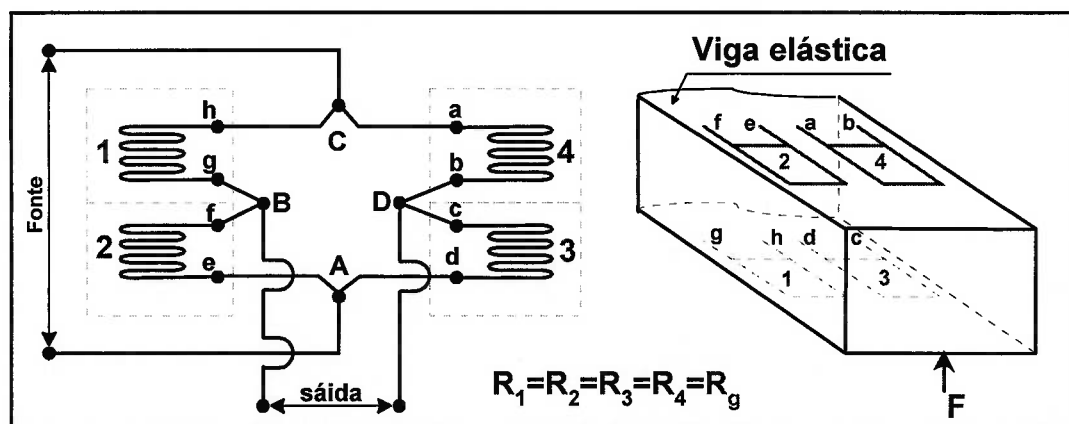 Viga elástica
Fonte
h
C
a
1
g
b
4
B
D
f
c
2
e
A
d
3
sáida
R1=R2=R3=R4=Rg
f e a b
2 4
g h d c
1 3
F